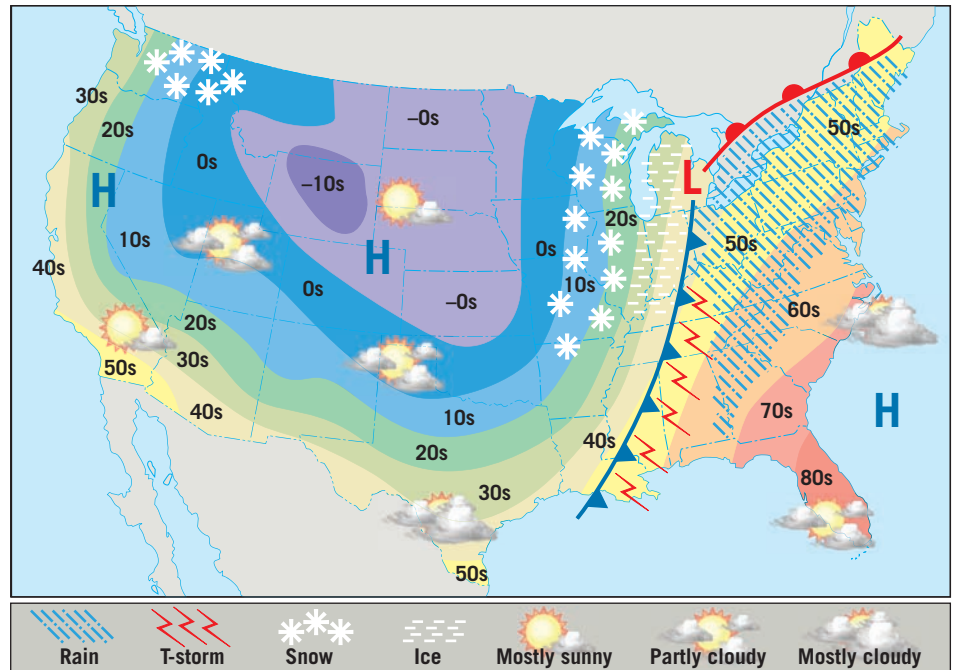 –0s
50s
30s
20s
0s
–10s
H
L
H
20s
10s
50s
0s
40s
0s
10s
–0s
60s
20s
50s
30s
10s
70s
H
40s
20s
40s
80s
30s
50s
Rain T-storm Snow Ice Mostly sunny Partly cloudy Mostly cloudy